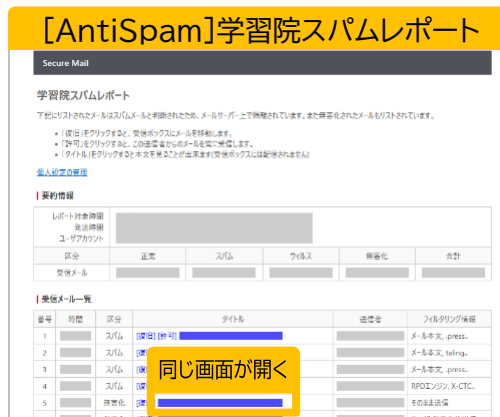 [AntiSpam]学習院スパムレポート
Secure Mail
学習院スパムレポート
下記にリストされたメールはスパムメールと判断されたため、メールサーバー上で隔離されています。また無害化されたメールもリストされています。
• 「復旧」をクリックすると、受信ボックスにメールを移動します。
• 「許可」をクリックすると、この送信者からのメールを常に受信します。
• 「タイトル」をクリックすると本文を見ることが出来ます(受信ボックスには配信されません)
個人設定の管理
要約情報
レポート対象時間
発送時間
ユーザアカウント
区分 正常 スパム ウィルス 無害化 合計
受信メール
受信メール一覧
番号 時間 区分 タイトル 送信者 フィルタリング情報
1 スパム [復旧] [許可] メール本文, .press..
2 スパム メール本文, taling..
3 スパム メール本文, .press..
4 スパム RPDエンジン, X-CTC..
5 無害化 そのまま送信
同じ画面が開く